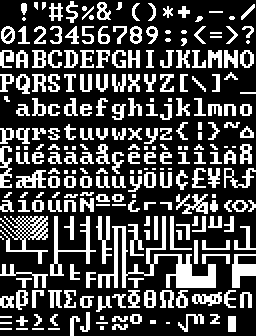 !"#$%&'()*+,-./
0123456789:;<=>?
@ABCDEFGHIJKLMNO
PQRSTUVWXYZ[\]^_
`abcdefghijklmno
pqrstuvwxyz{¦}~⌂
ÇüéâäàåçêëèïîìÄÅ
ÉæÆôöòûùÿÖÜ¢£¥₧ƒ
áíóúñÑªº¿⌐¬½¼¡«»
░▒▓│┤╡╢╖╕╣║╗╝╜╛┐
└┴┬├─┼╞╟╚╔╩╦╠═╬╧
╨╤╥╙╘╒╓╫╪┘┌█▄▌▐▀
αßΓπΣσµτΦΘΩδ∞φε∩
≡±≥≤⌠⌡÷≈°∙·√ⁿ²■